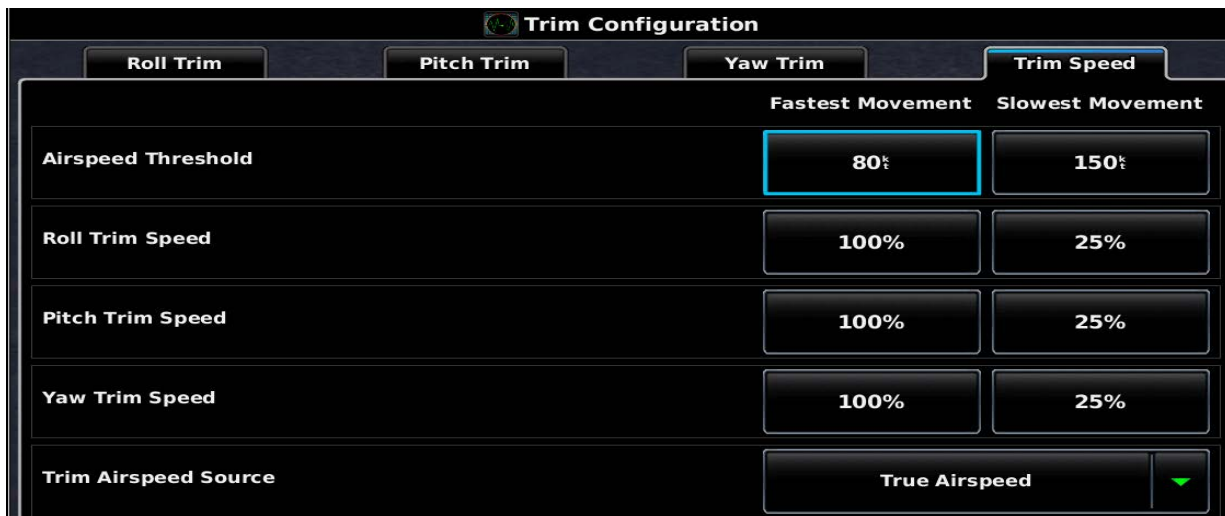 Trim Configuration
Roll Trim Pitch Trim Yaw Trim Trim Speed
Fastest Movement Slowest Movement
Airspeed Threshold 80kt 150kt
Roll Trim Speed 100% 25%
Pitch Trim Speed 100% 25%
Yaw Trim Speed 100% 25%
Trim Airspeed Source True Airspeed